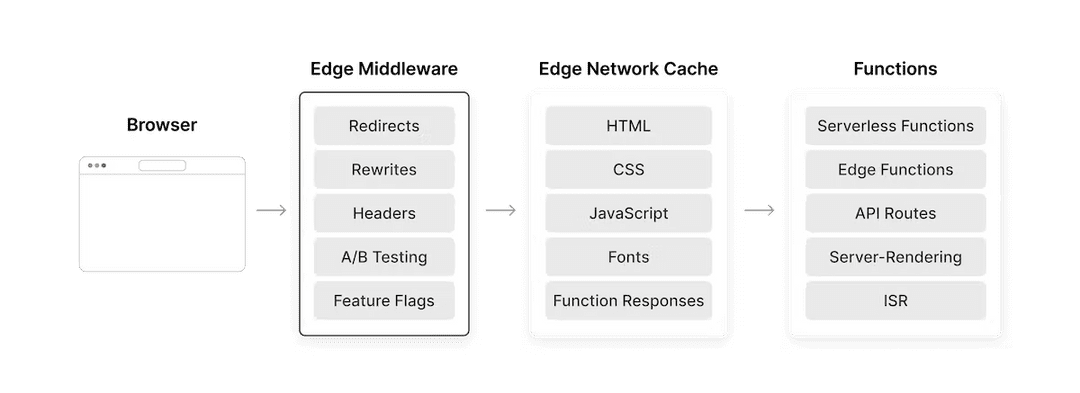 Browser
Edge Middleware
Redirects
Rewrites
Headers
A/B Testing
Feature Flags
Edge Network Cache
HTML
CSS
JavaScript
Fonts
Function Responses
Functions
Serverless Functions
Edge Functions
API Routes
Server-Rendering
ISR